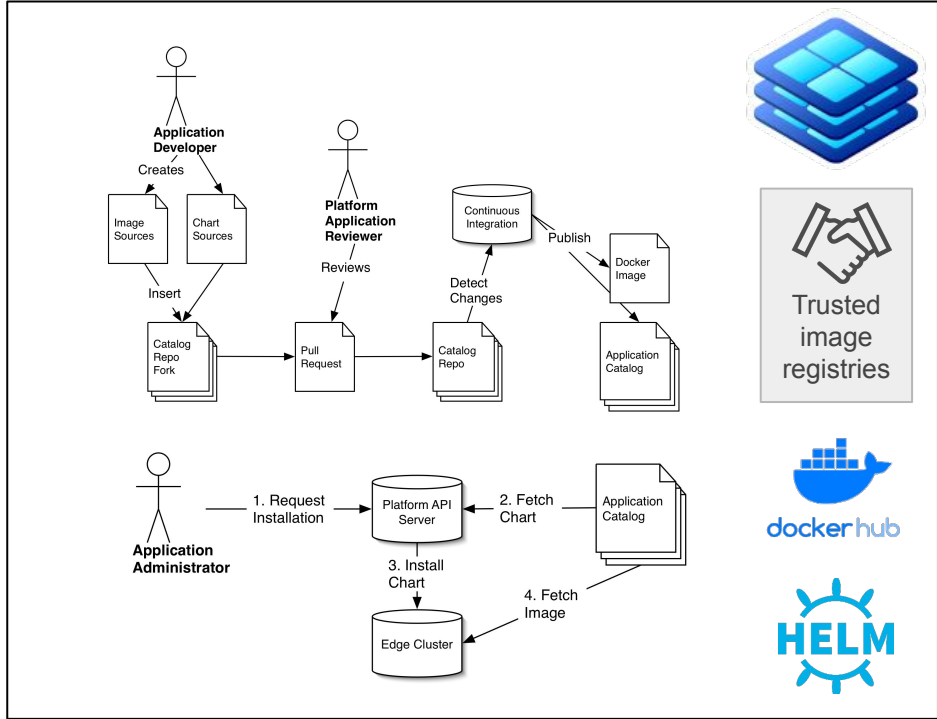 Application
Developer
Creates
Image
Sources
Chart
Sources
Insert
Platform
Application
Reviewer
Reviews
Continuous
Integration
Publish
Docker
Image
Detect
Changes
Catalog
Repo
Fork
Pull
Request
Catalog
Repo
Application
Catalog
Trusted
image
registries
Application
Administrator
1. Request
Installation
Platform API
Server
2. Fetch
Chart
Application
Catalog
3. Install
Chart
4. Fetch
Image
Edge Cluster
dockerhub
HELM